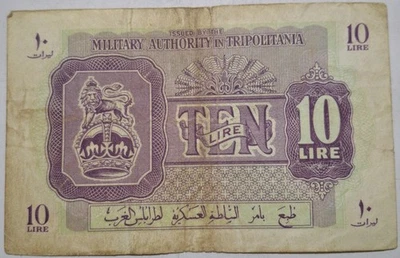 ISSUED BY THE
MILITARY AUTHORITY IN TRIPOLITANIA
١٠
ليرات
10
LIRE
TEN
LIRE
10
LIRE
10
LIRE
طبع بأمر السلطة العسكرية لطرابلس الغرب
١٠
ليرات